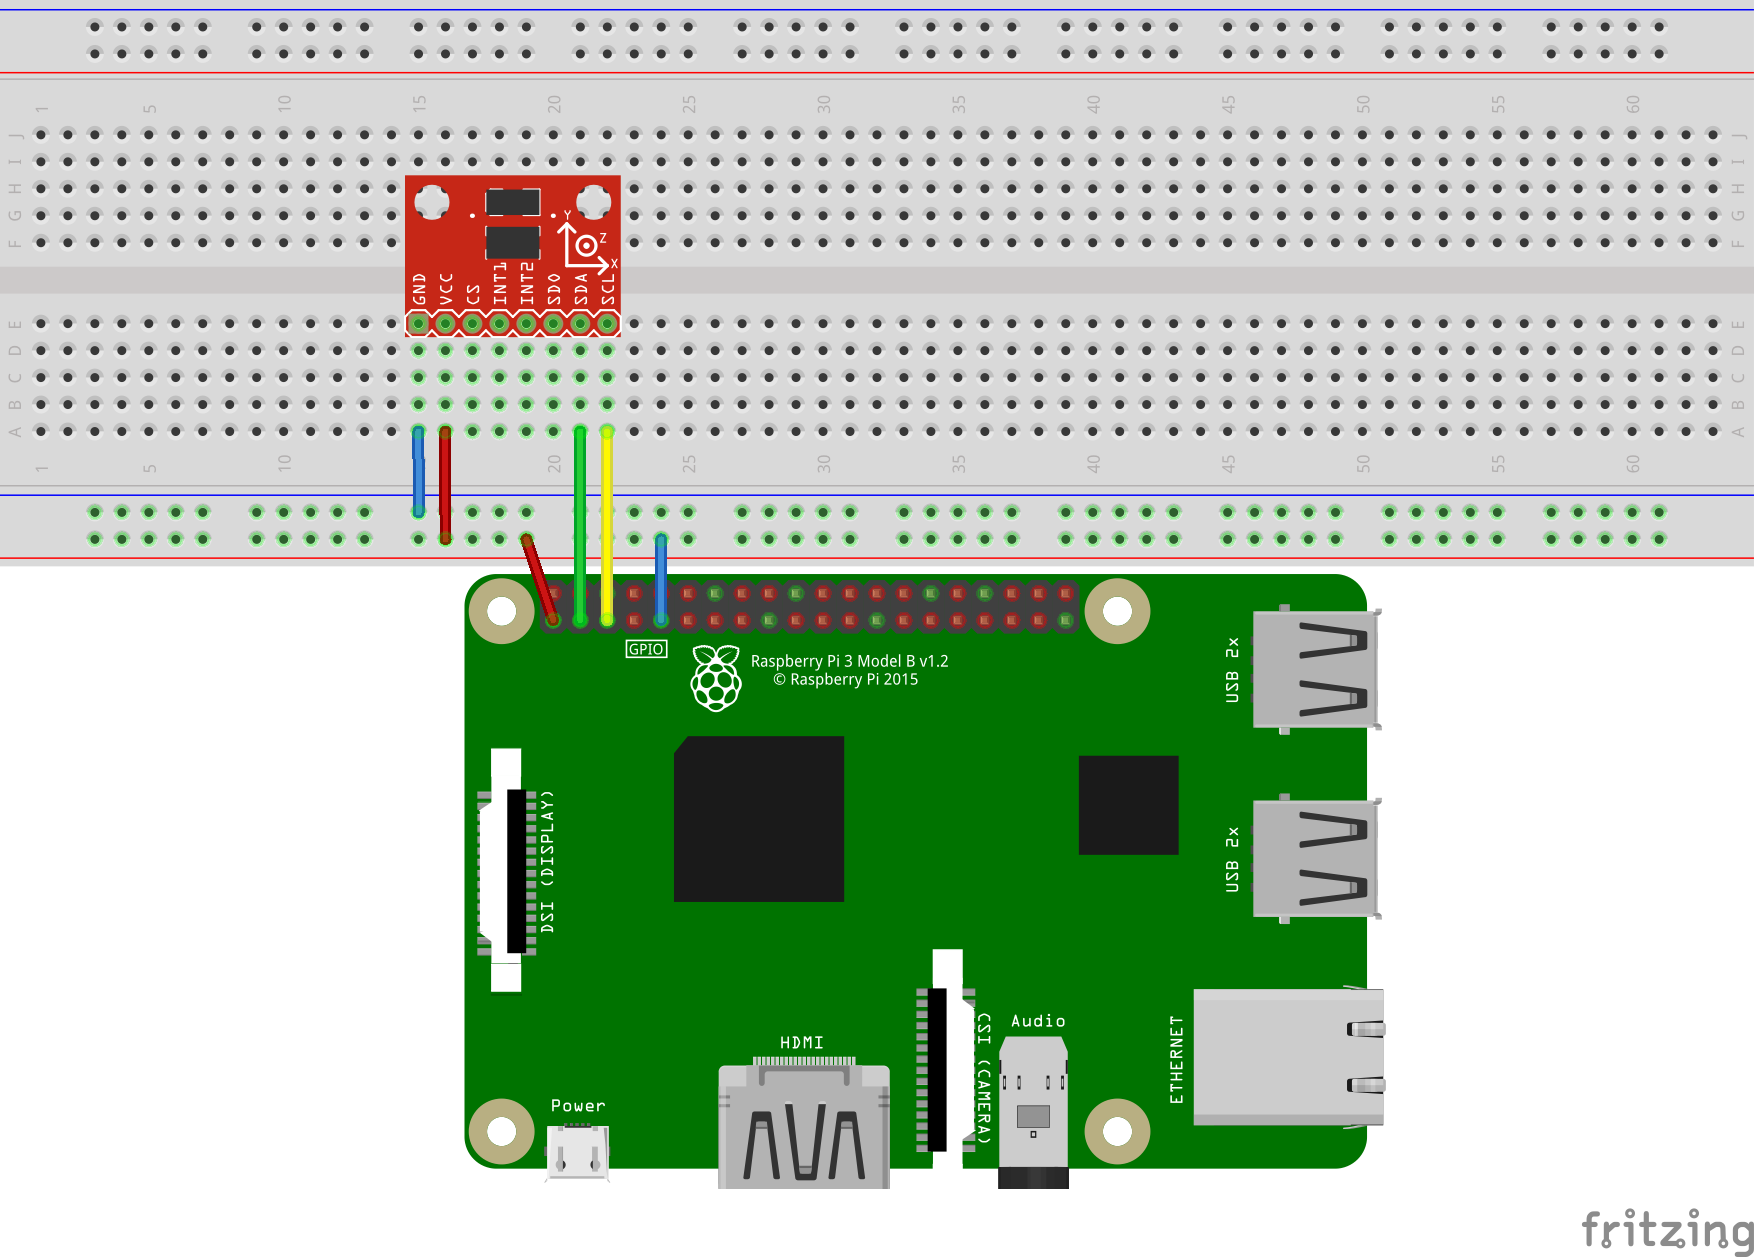 1 5 10 15 20 25 30 35 40 45 50 55 60
J J
I I
H H
G G
F F
Y
Z
X
GND VCC CS INT1 INT2 SDO SDA SCL
E E
D D
C C
B B
A A
1 5 10 20 25 30 35 40 45 50 55 60
GPIO
Raspberry Pi 3 Model B v1.2
© Raspberry Pi 2015
USB 2x
DSI (DISPLAY)
USB 2x
CSI (CAMERA)
Audio
ETHERNET
HDMI
Power
fritzing